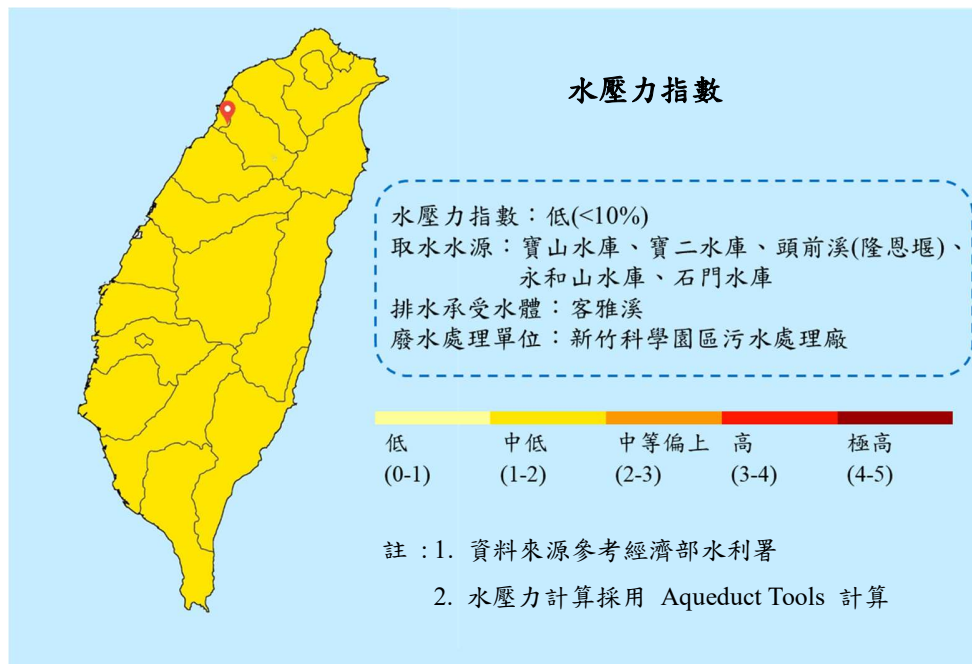 水壓力指數
水壓力指數：低(<10%)
取水水源：寶山水庫、寶二水庫、頭前溪(隆恩堰)、
永和山水庫、石門水庫
排水承受水體：客雅溪
廢水處理單位：新竹科學園區污水處理廠
低 中低 中等偏上 高 極高
(0-1) (1-2) (2-3) (3-4) (4-5)
註 :1. 資料來源參考經濟部水利署
2. 水壓力計算採用 Aqueduct Tools 計算